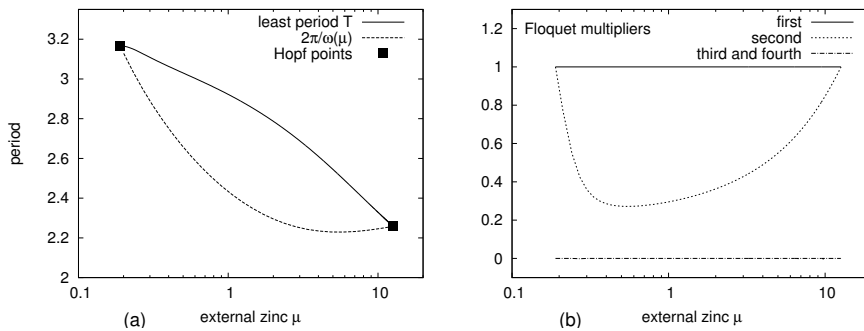 3.2
3
2.8
2.6
2.4
2.2
2
period
least period T
2π/ω(μ)
Hopf points
0.1
1
10
(a)
external zinc μ
1
0.8
0.6
0.4
0.2
0
Floquet multipliers
first
second
third and fourth
0.1
1
10
(b)
external zinc μ